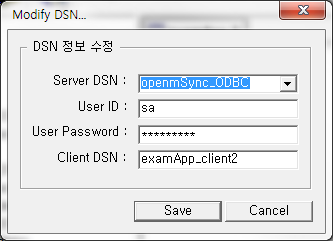 Modify DSN...
DSN 정보 수정
Server DSN : openmSync_ODBC
User ID : sa
User Password : *********
Client DSN : examApp_client2
Save Cancel